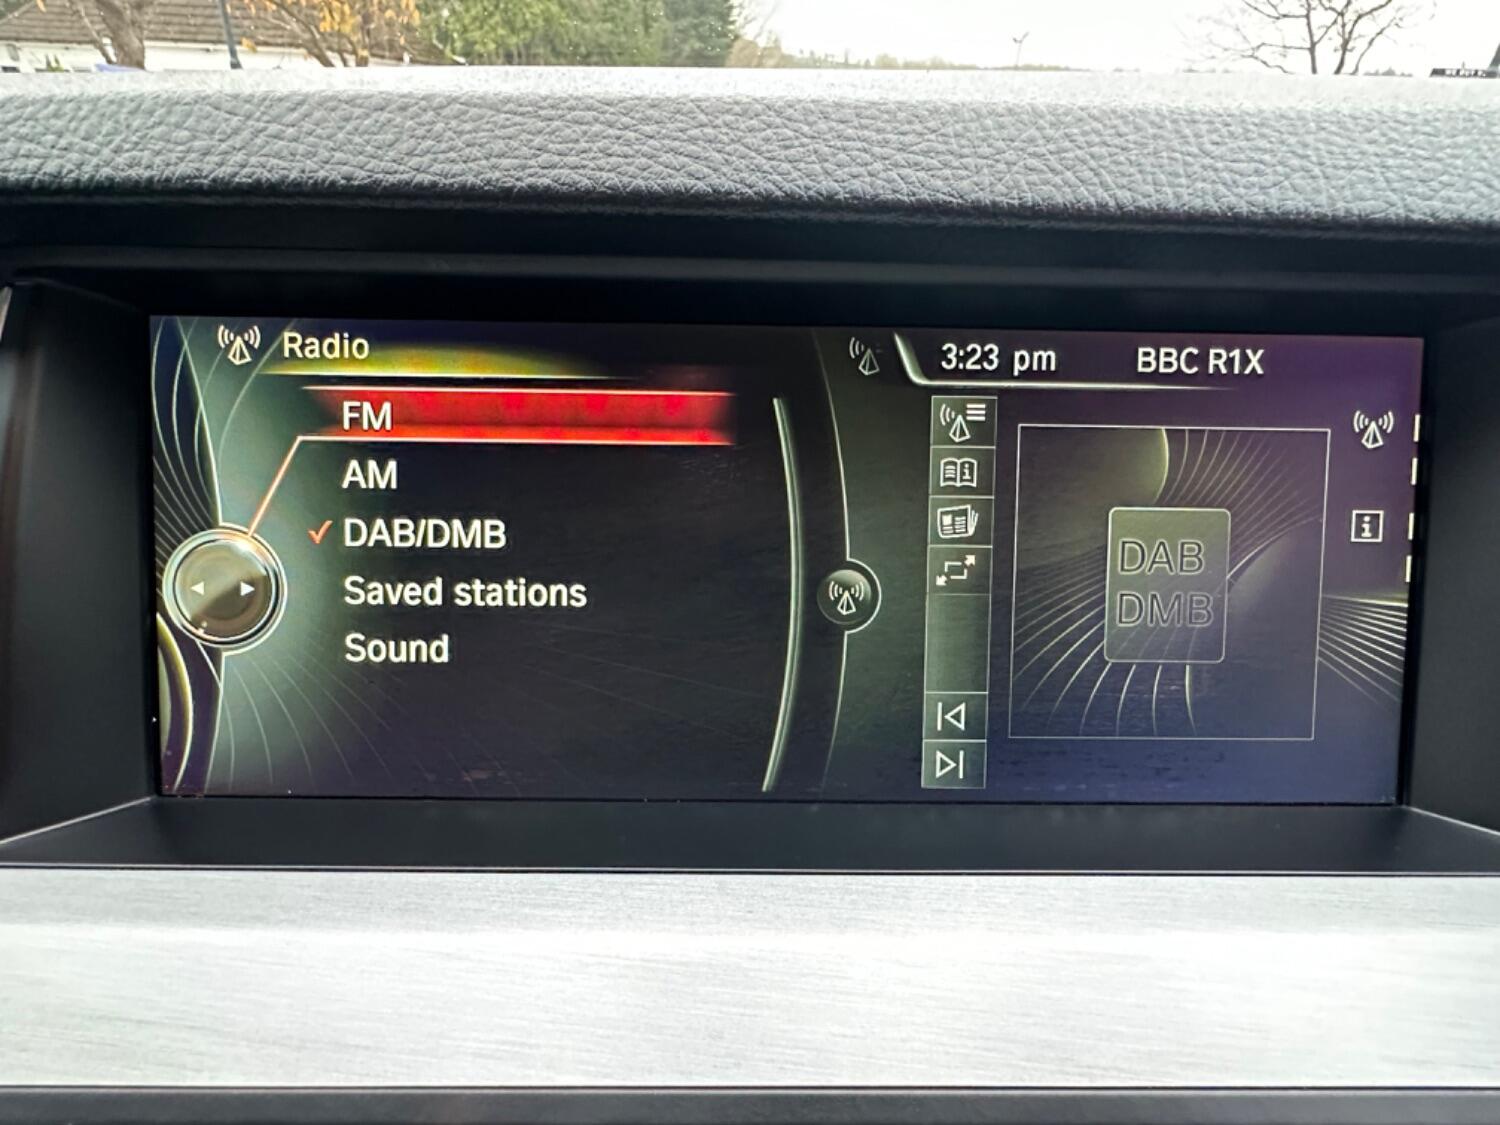 Radio
FM
AM
DAB/DMB
Saved stations
Sound
3:23 pm
BBC R1X
DAB
DMB